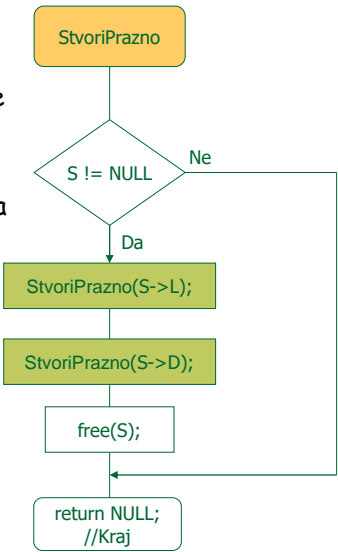 StvoriPrazno
e
S != NULL
Ne
a
Da
StvoriPrazno(S->L);
StvoriPrazno(S->D);
free(S);
return NULL;
//Kraj